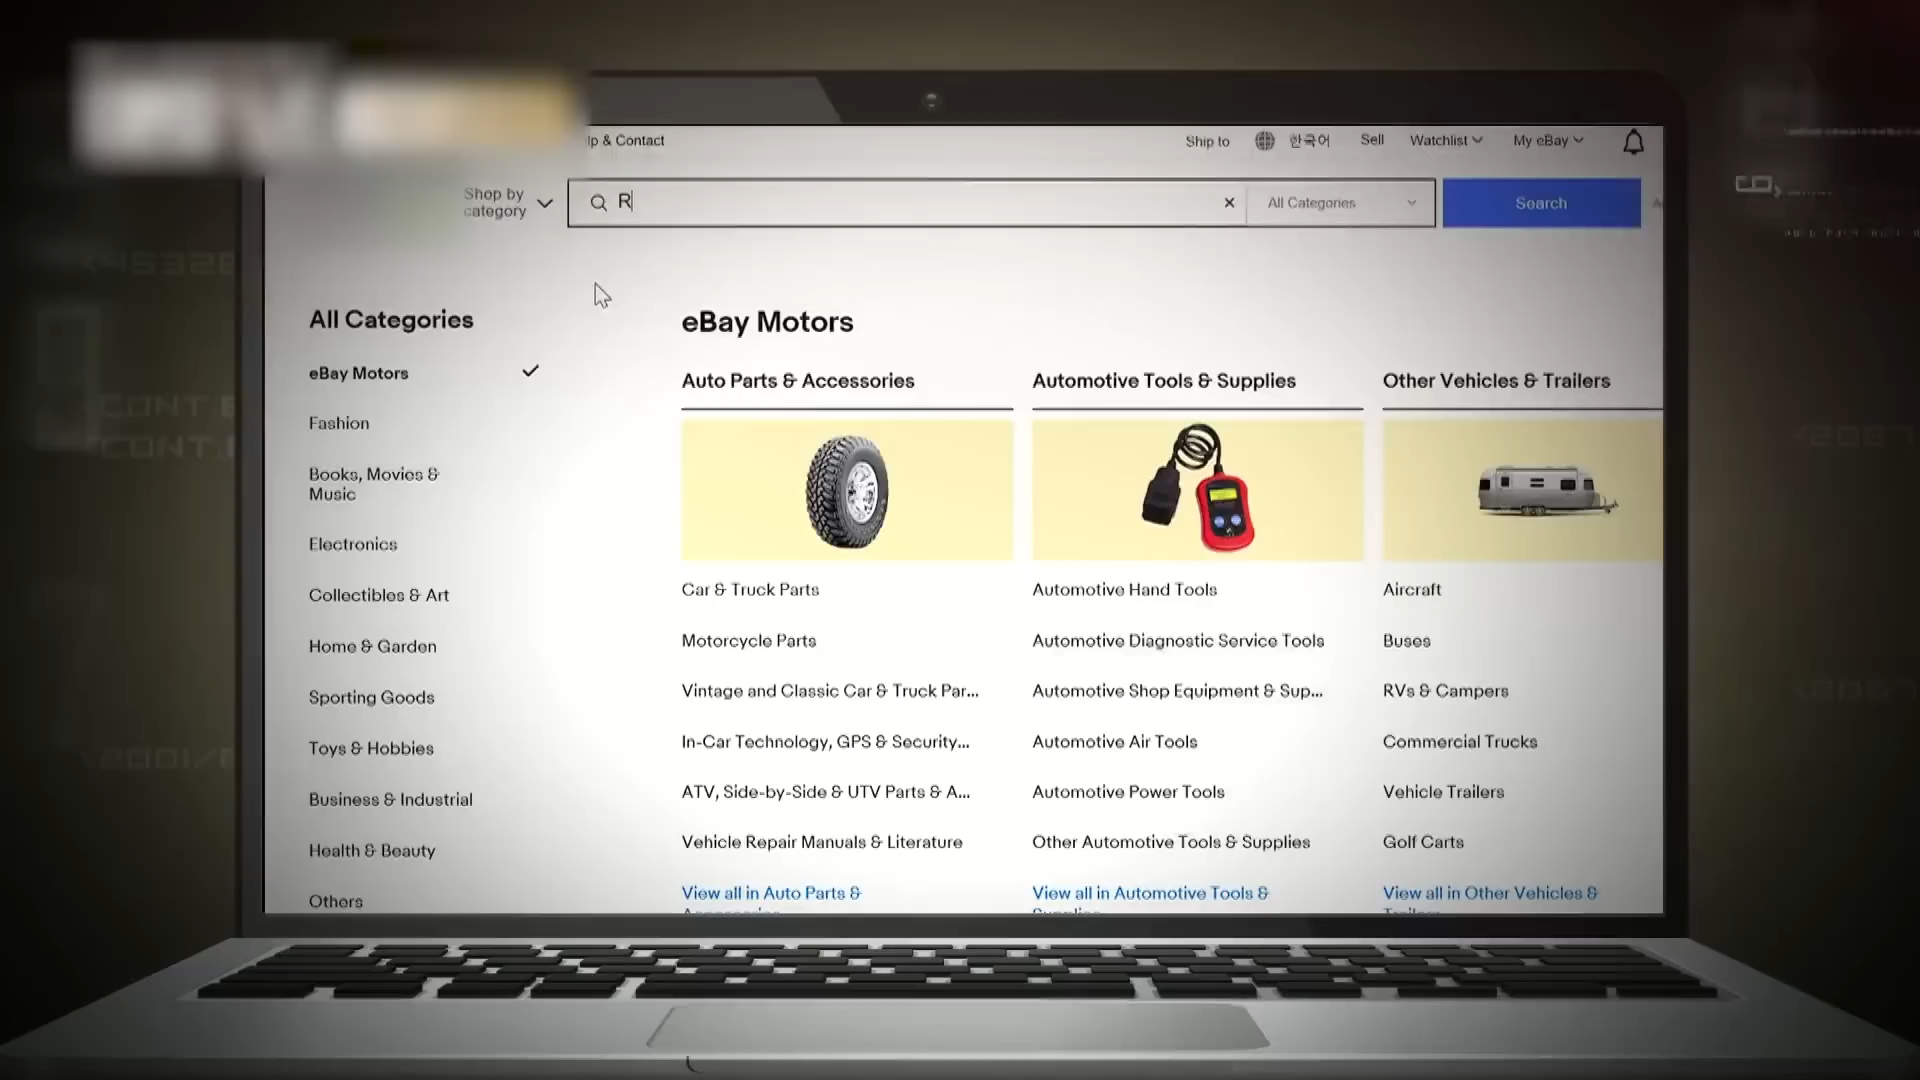 lp & Contact
Ship to
한국어
Sell
Watchlist
My eBay
Shop by
category
R
All Categories
Search
All Categories
eBay Motors
Fashion
Books, Movies &
Music
Electronics
Collectibles & Art
Home & Garden
Sporting Goods
Toys & Hobbies
Business & Industrial
Health & Beauty
Others
eBay Motors
Auto Parts & Accessories
Car & Truck Parts
Motorcycle Parts
Vintage and Classic Car & Truck Par...
In-Car Technology, GPS & Security...
ATV, Side-by-Side & UTV Parts & A...
Vehicle Repair Manuals & Literature
View all in Auto Parts &
Automotive Tools & Supplies
Automotive Hand Tools
Automotive Diagnostic Service Tools
Automotive Shop Equipment & Sup...
Automotive Air Tools
Automotive Power Tools
Other Automotive Tools & Supplies
View all in Automotive Tools &
Other Vehicles & Trailers
Aircraft
Buses
RVs & Campers
Commercial Trucks
Vehicle Trailers
Golf Carts
View all in Other Vehicles &